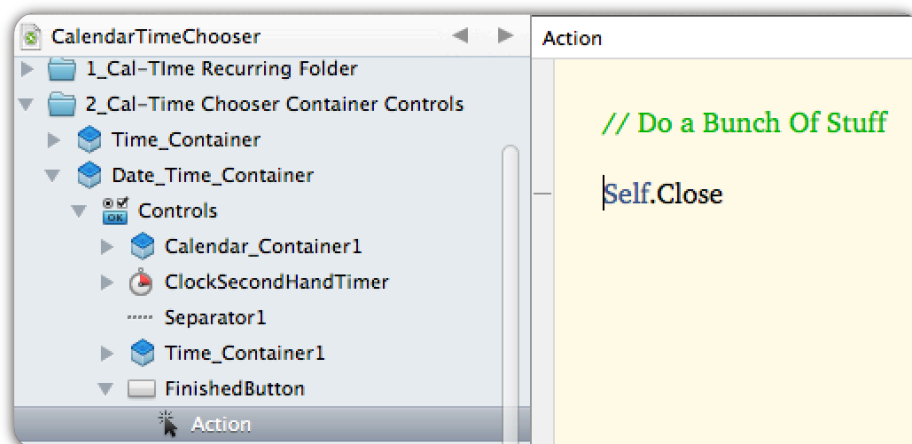 CalendarTimeChooser
1_Cal-TIme Recurring Folder
2_Cal-Time Chooser Container Controls
Time_Container
Date_Time_Container
OK
Controls
Calendar_Container1
ClockSecondHandTimer
Separator1
Time_Container1
FinishedButton
Action
Action
// Do a Bunch Of Stuff
Self.Close